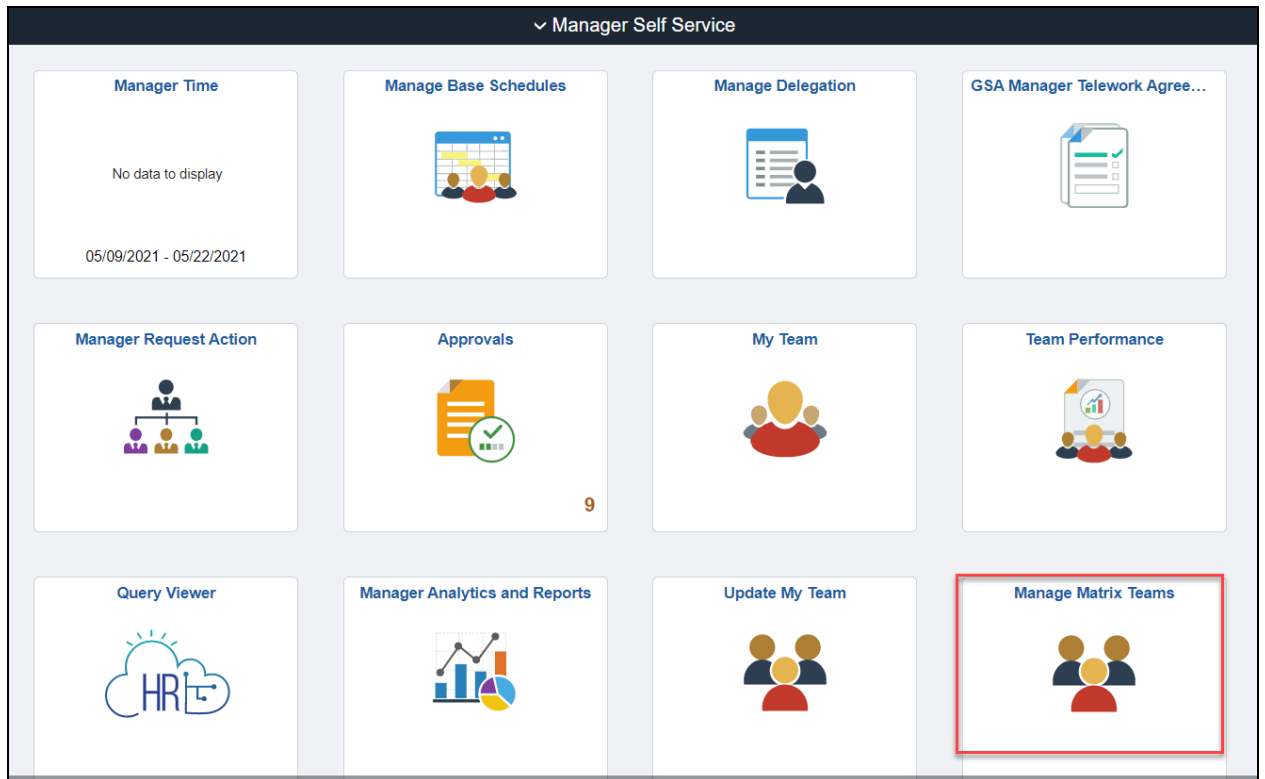 Manager Self Service
Manager Time
No data to display
05/09/2021 - 05/22/2021
Manage Base Schedules
Manage Delegation
GSA Manager Telework Agree...
Manager Request Action
Approvals
9
My Team
Team Performance
Query Viewer
HR
Manager Analytics and Reports
Update My Team
Manage Matrix Teams